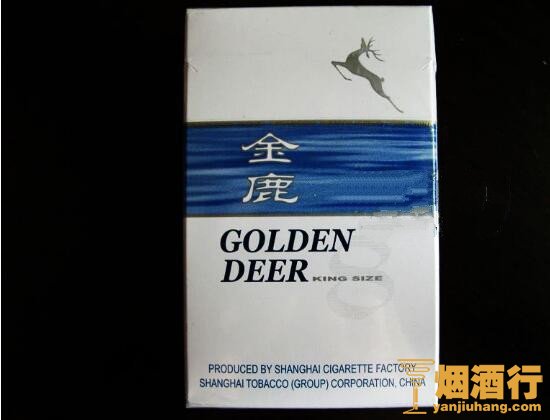 金
鹿
GOLDEN
DEER KING SIZE
PRODUCED BY SHANGHAI CIGARETTE FACTORY
SHANGHAI TOBACCO (GROUP) CORPORATION, CHINA
烟酒行
yanjiuhang.com